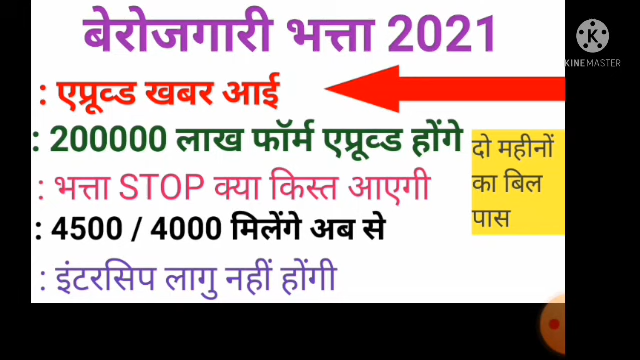 बेरोजगारी भत्ता 2021
: एप्रूव्ड खबर आई
: 200000 लाख फॉर्म एप्रूव्ड होंगे
: भत्ता STOP क्या किस्त आएगी
: 4500 / 4000 मिलेंगे अब से
: इंटरसिप लागु नहीं होंगी
दो महीनों
का बिल
पास
K
KINEMASTER